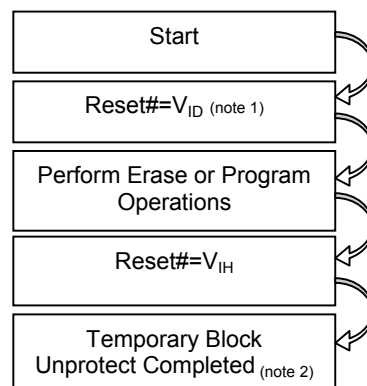 Start
Reset#=VID (note 1)
Perform Erase or Program
Operations
Reset#=VIH
Temporary Block
Unprotect Completed (note 2)